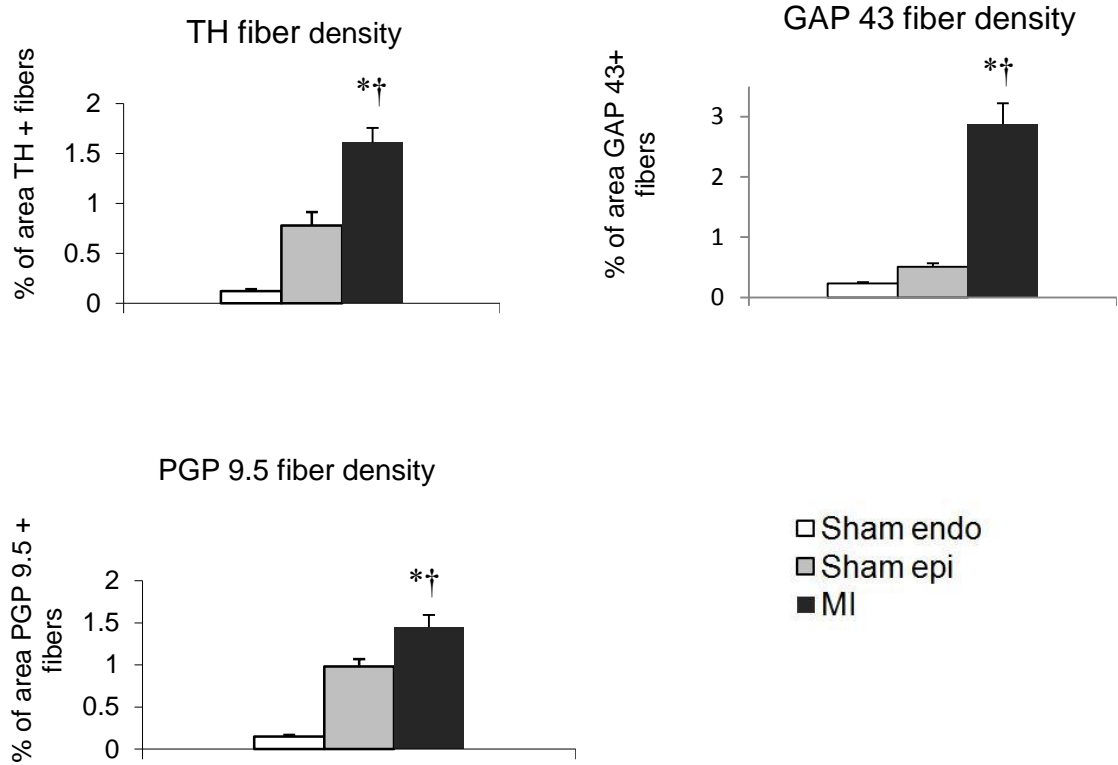 TH fiber density
% of area TH + fibers
*†
2
1.5
1
0.5
0
GAP 43 fiber density
% of area GAP 43+
fibers
*†
3
2
1
0
PGP 9.5 fiber density
% of area PGP 9.5 +
fibers
*†
2
1.5
1
0.5
0
Sham endo
Sham epi
MI